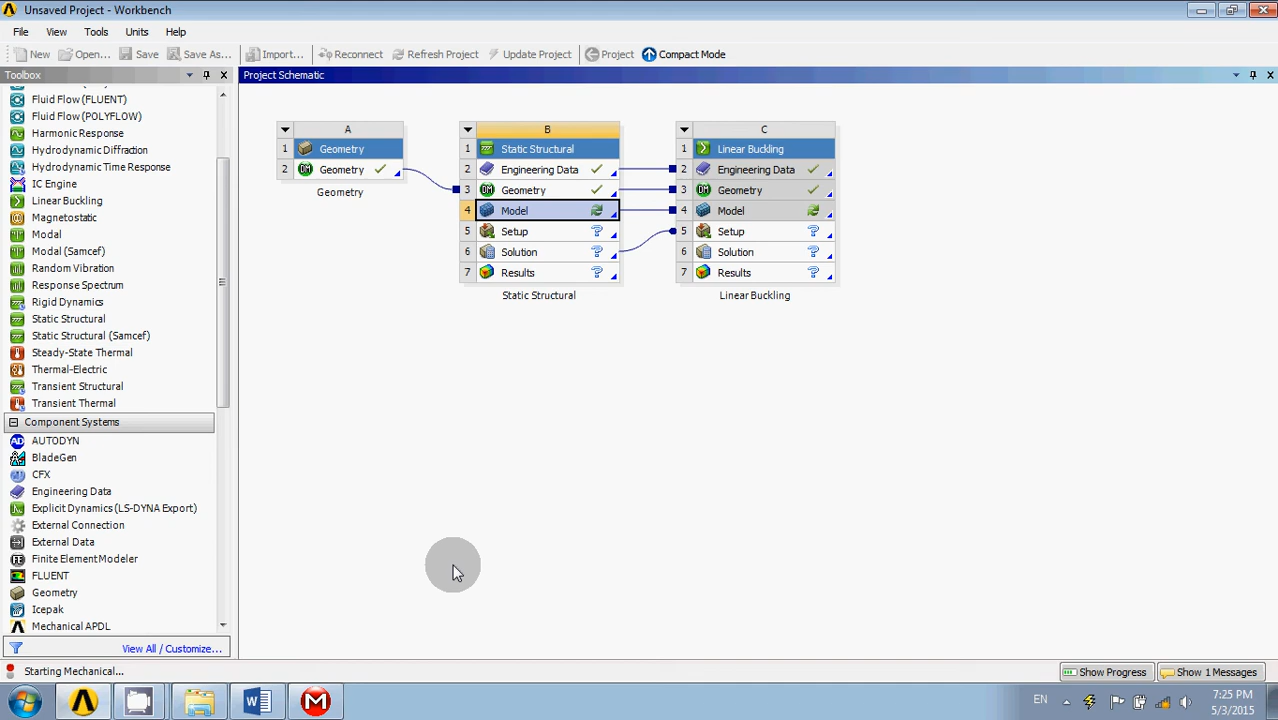 Unsaved Project - Workbench
File View Tools Units Help
New Open... Save Save As... Import... Reconnect Refresh Project Update Project Project Compact Mode
Toolbox
Project Schematic
Fluid Flow (FLUENT)
Fluid Flow (POLYFLOW)
Harmonic Response
Hydrodynamic Diffraction
Hydrodynamic Time Response
IC Engine
Linear Buckling
Magnetostatic
Modal
Modal (Samcef)
Random Vibration
Response Spectrum
Rigid Dynamics
Static Structural
Static Structural (Samcef)
Steady-State Thermal
Thermal-Electric
Transient Structural
Transient Thermal
Component Systems
AUTODYN
BladeGen
CFX
Engineering Data
Explicit Dynamics (LS-DYNA Export)
External Connection
External Data
Finite Element Modeler
FLUENT
Geometry
Icepak
Mechanical APDL
View All / Customize...
A
1 Geometry
2 Geometry
Geometry
B
1 Static Structural
2 Engineering Data
3 Geometry
4 Model
5 Setup
6 Solution
7 Results
Static Structural
C
1 Linear Buckling
2 Engineering Data
3 Geometry
4 Model
5 Setup
6 Solution
7 Results
Linear Buckling
Starting Mechanical...
Show Progress
Show 1 Messages
EN
7:25 PM
5/3/2015